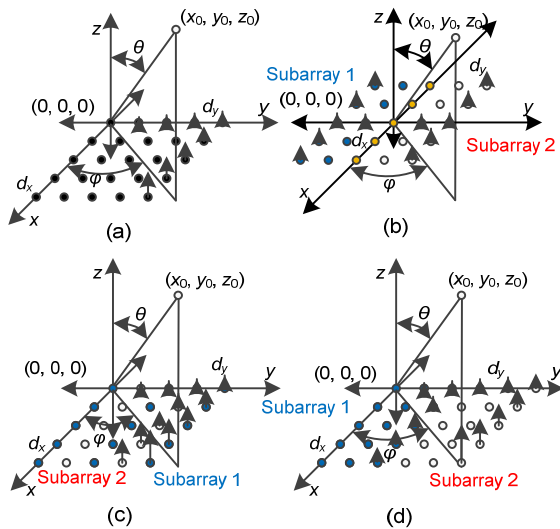 z
(x0, y0, z0)
θ
(0, 0, 0)
dy
y
dx
φ
x
(a)
z
(x0, y0, z0)
θ
Subarray 1
dy
(0, 0, 0)
y
dx
Subarray 2
φ
x
(b)
z
(x0, y0, z0)
θ
(0, 0, 0)
dy
y
dx
φ
x
Subarray 2
Subarray 1
(c)
z
(x0, y0, z0)
θ
(0, 0, 0)
dy
y
Subarray 1
dx
φ
x
Subarray 2
(d)